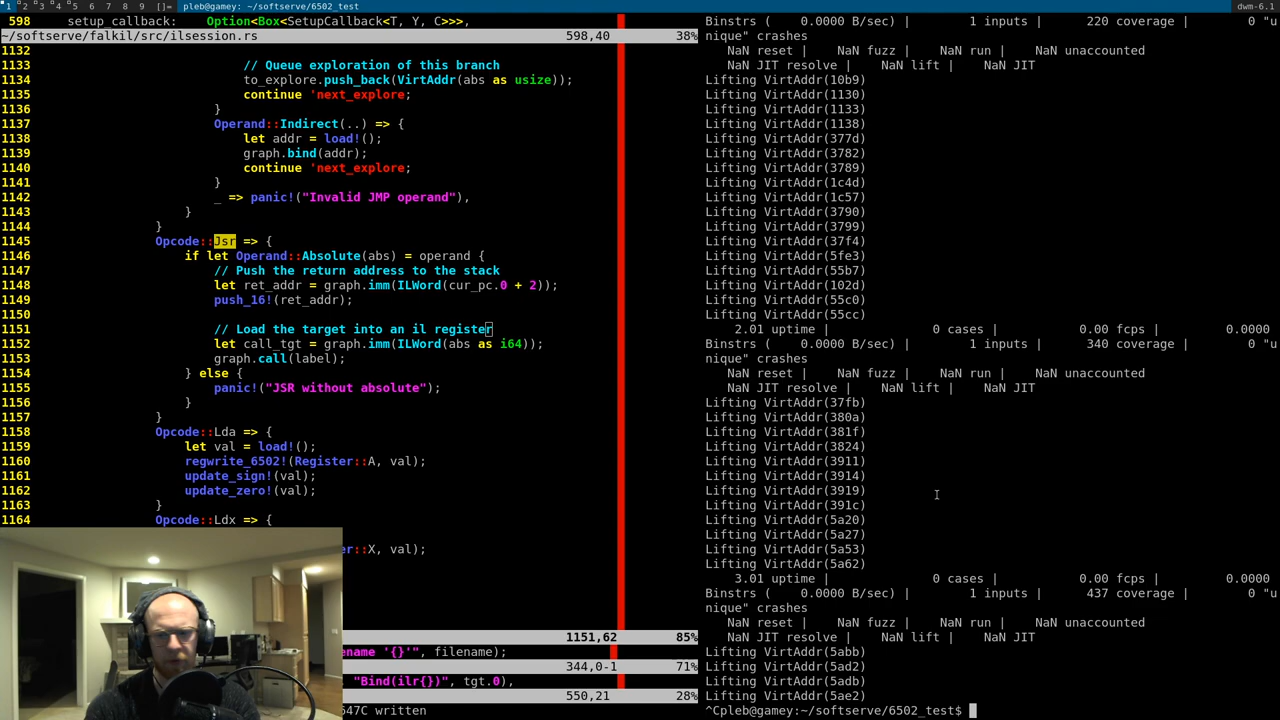 1 2 3 4 5 6 7 8 9 []= pleb@gamey: ~/softserve/6502_test dwm-6.1
598 setup_callback: Option<Box<SetupCallback<T, Y, C>>>,
~/softserve/falkil/src/ilsession.rs 598,40 38%
1132
1133 // Queue exploration of this branch
1134 to_explore.push_back(VirtAddr(abs as usize));
1135 continue 'next_explore;
1136 }
1137 Operand::Indirect(..) => {
1138 let addr = load!();
1139 graph.bind(addr);
1140 continue 'next_explore;
1141 }
1142 _ => panic!("Invalid JMP operand"),
1143 }
1144 }
1145 Opcode::Jsr => {
1146 if let Operand::Absolute(abs) = operand {
1147 // Push the return address to the stack
1148 let ret_addr = graph.imm(ILWord(cur_pc.0 + 2));
1149 push_16!(ret_addr);
1150
1151 // Load the target into an il register
1152 let call_tgt = graph.imm(ILWord(abs as i64));
1153 graph.call(label);
1154 } else {
1155 panic!("JSR without absolute");
1156 }
1157 }
1158 Opcode::Lda => {
1159 let val = load!();
1160 regwrite_6502!(Register::A, val);
1161 update_sign!(val);
1162 update_zero!(val);
1163 }
1164 Opcode::Ldx => {
er::X, val);
1151,62 85%
ename '{}'", filename);
344,0-1 71%
"Bind(ilr{})", tgt.0),
550,21 28%
547C written
Binstrs ( 0.0000 B/sec) | 1 inputs | 220 coverage | 0 "u
nique" crashes
NaN reset | NaN fuzz | NaN run | NaN unaccounted
NaN JIT resolve | NaN lift | NaN JIT
Lifting VirtAddr(10b9)
Lifting VirtAddr(1130)
Lifting VirtAddr(1133)
Lifting VirtAddr(1138)
Lifting VirtAddr(377d)
Lifting VirtAddr(3782)
Lifting VirtAddr(3789)
Lifting VirtAddr(1c4d)
Lifting VirtAddr(1c57)
Lifting VirtAddr(3790)
Lifting VirtAddr(3799)
Lifting VirtAddr(37f4)
Lifting VirtAddr(5fe3)
Lifting VirtAddr(55b7)
Lifting VirtAddr(102d)
Lifting VirtAddr(55c0)
Lifting VirtAddr(55cc)
2.01 uptime | 0 cases | 0.00 fcps | 0.0000
Binstrs ( 0.0000 B/sec) | 1 inputs | 340 coverage | 0 "u
nique" crashes
NaN reset | NaN fuzz | NaN run | NaN unaccounted
NaN JIT resolve | NaN lift | NaN JIT
Lifting VirtAddr(37fb)
Lifting VirtAddr(380a)
Lifting VirtAddr(381f)
Lifting VirtAddr(3824)
Lifting VirtAddr(3911)
Lifting VirtAddr(3914)
Lifting VirtAddr(3919)
Lifting VirtAddr(391c)
Lifting VirtAddr(5a20)
Lifting VirtAddr(5a27)
Lifting VirtAddr(5a53)
Lifting VirtAddr(5a62)
3.01 uptime | 0 cases | 0.00 fcps | 0.0000
Binstrs ( 0.0000 B/sec) | 1 inputs | 437 coverage | 0 "u
nique" crashes
NaN reset | NaN fuzz | NaN run | NaN unaccounted
NaN JIT resolve | NaN lift | NaN JIT
Lifting VirtAddr(5abb)
Lifting VirtAddr(5ad2)
Lifting VirtAddr(5adb)
Lifting VirtAddr(5ae2)
^Cpleb@gamey:~/softserve/6502_test$